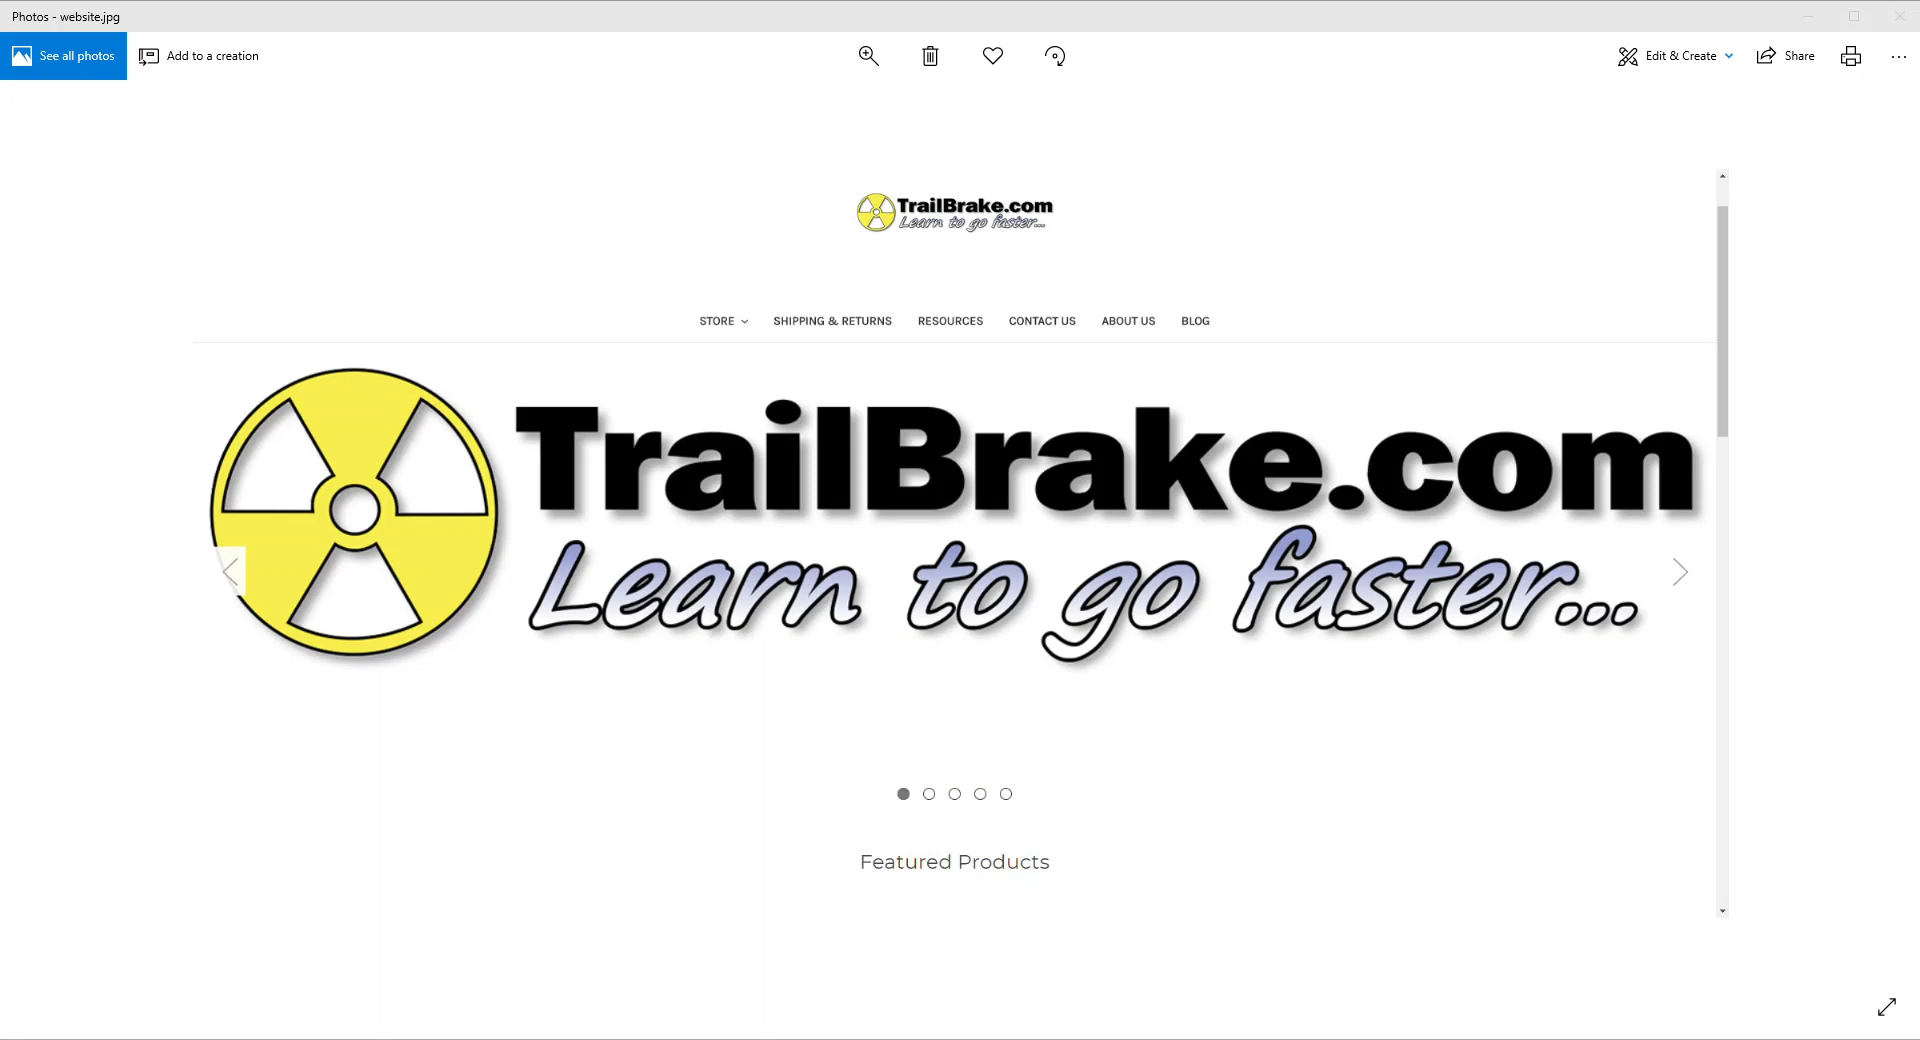 Photos - website.jpg
See all photos
Add to a creation
Edit & Create
Share
TrailBrake.com
Learn to go faster...
STORE
SHIPPING & RETURNS
RESOURCES
CONTACT US
ABOUT US
BLOG
TrailBrake.com
Learn to go faster...
Featured Products